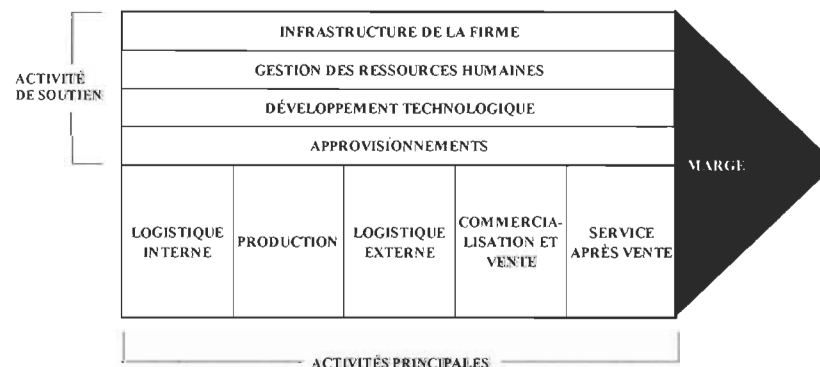 INFRASTRUCTURE DE LA FIRME
GESTION DES RESSOURCES HUMAINES
ACTIVITÉ
DE SOUTIEN
DÉVELOPPEMENT TECHNOLOGIQUE
APPROVISIONNEMENTS
MARGE
LOGISTIQUE
INTERNE
PRODUCTION
LOGISTIQUE
EXTERNE
COMMERCIA-
LISATION ET
VENTE
SERVICE
APRÈS VENTE
ACTIVITÉS PRINCIPALES